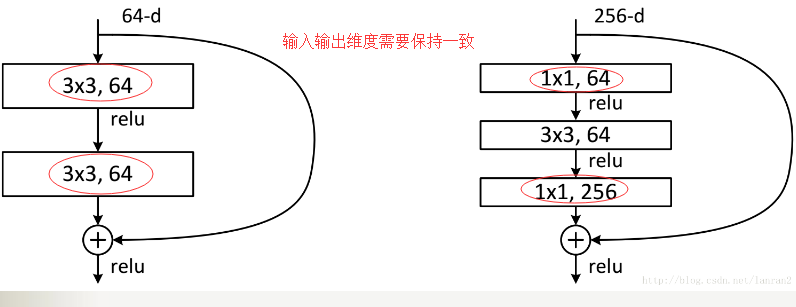 64-d
3x3, 64
relu
3x3, 64
+
relu
输入输出维度需要保持一致
256-d
1x1, 64
relu
3x3, 64
relu
1x1, 256
+
relu
http://blog.csdn.net/lanran2